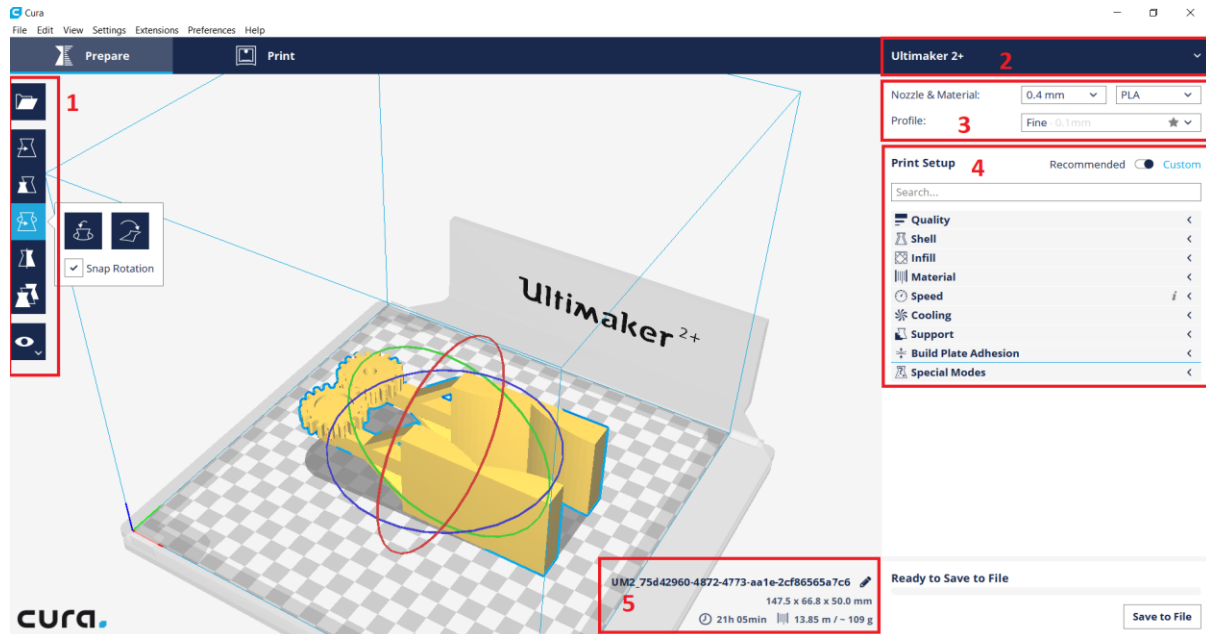 Cura
File Edit View Settings Extensions Preferences Help
Prepare
Print
Ultimaker 2+
2
1
Nozzle & Material: 0.4 mm PLA
Profile: Fine - 0.1mm
3
Print Setup 4 Recommended Custom
Search...
Quality
Shell
Infill
Material
Speed i
Cooling
Support
Build Plate Adhesion
Special Modes
Snap Rotation
Ultimaker 2+
UM2_75d42960-4872-4773-aa1e-2cf86565a7c6
5
147.5 x 66.8 x 50.0 mm
21h 05min 13.85 m / ~ 109 g
Ready to Save to File
Save to File
cura.